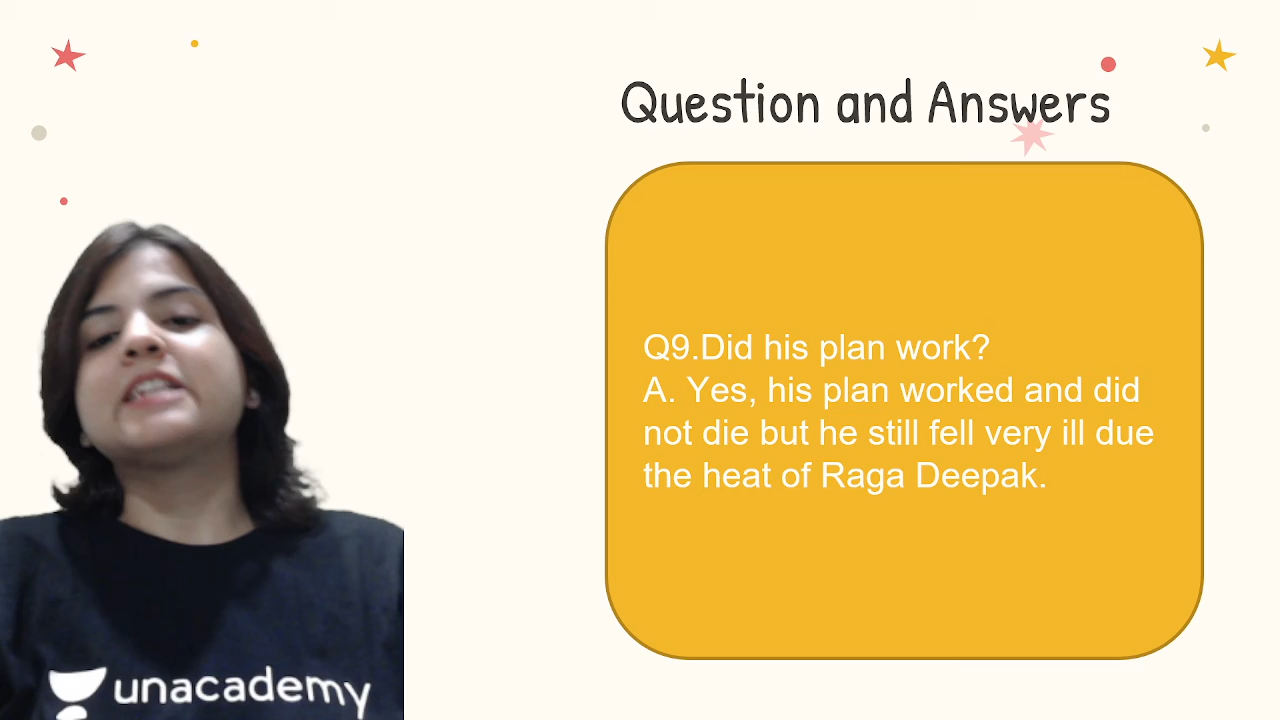 Question and Answers
Q9.Did his plan work?
A. Yes, his plan worked and did
not die but he still fell very ill due
the heat of Raga Deepak.
unacademy